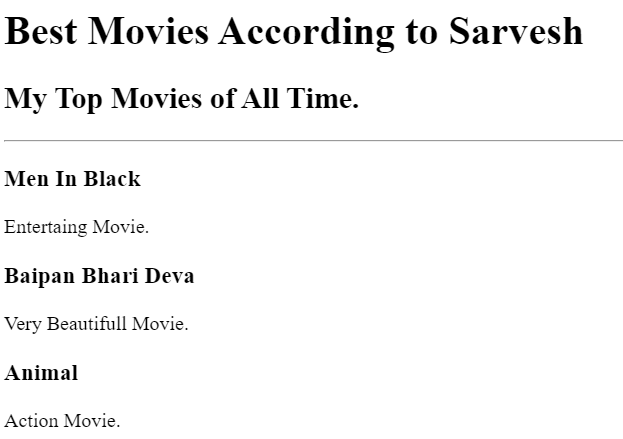 Best Movies According to Sarvesh
My Top Movies of All Time.
Men In Black
Entertaing Movie.
Baipan Bhari Deva
Very Beautifull Movie.
Animal
Action Movie.